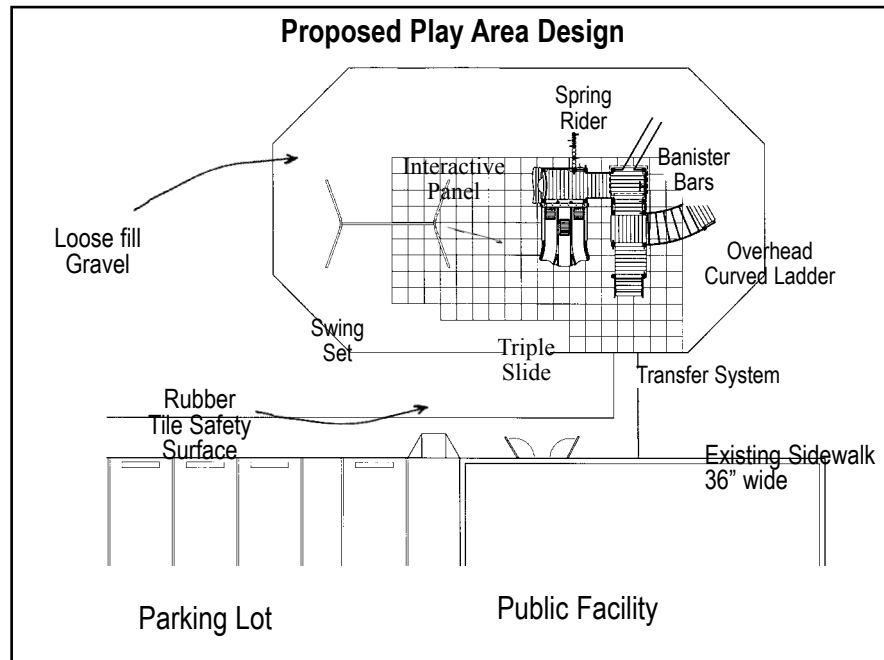 Proposed Play Area Design
Spring
Rider
Interactive
Panel
Banister
Bars
Loose fill
Gravel
Overhead
Curved Ladder
Swing
Set
Triple
Slide
Transfer System
Rubber
Tile Safety
Surface
Existing Sidewalk
36” wide
Parking Lot
Public Facility